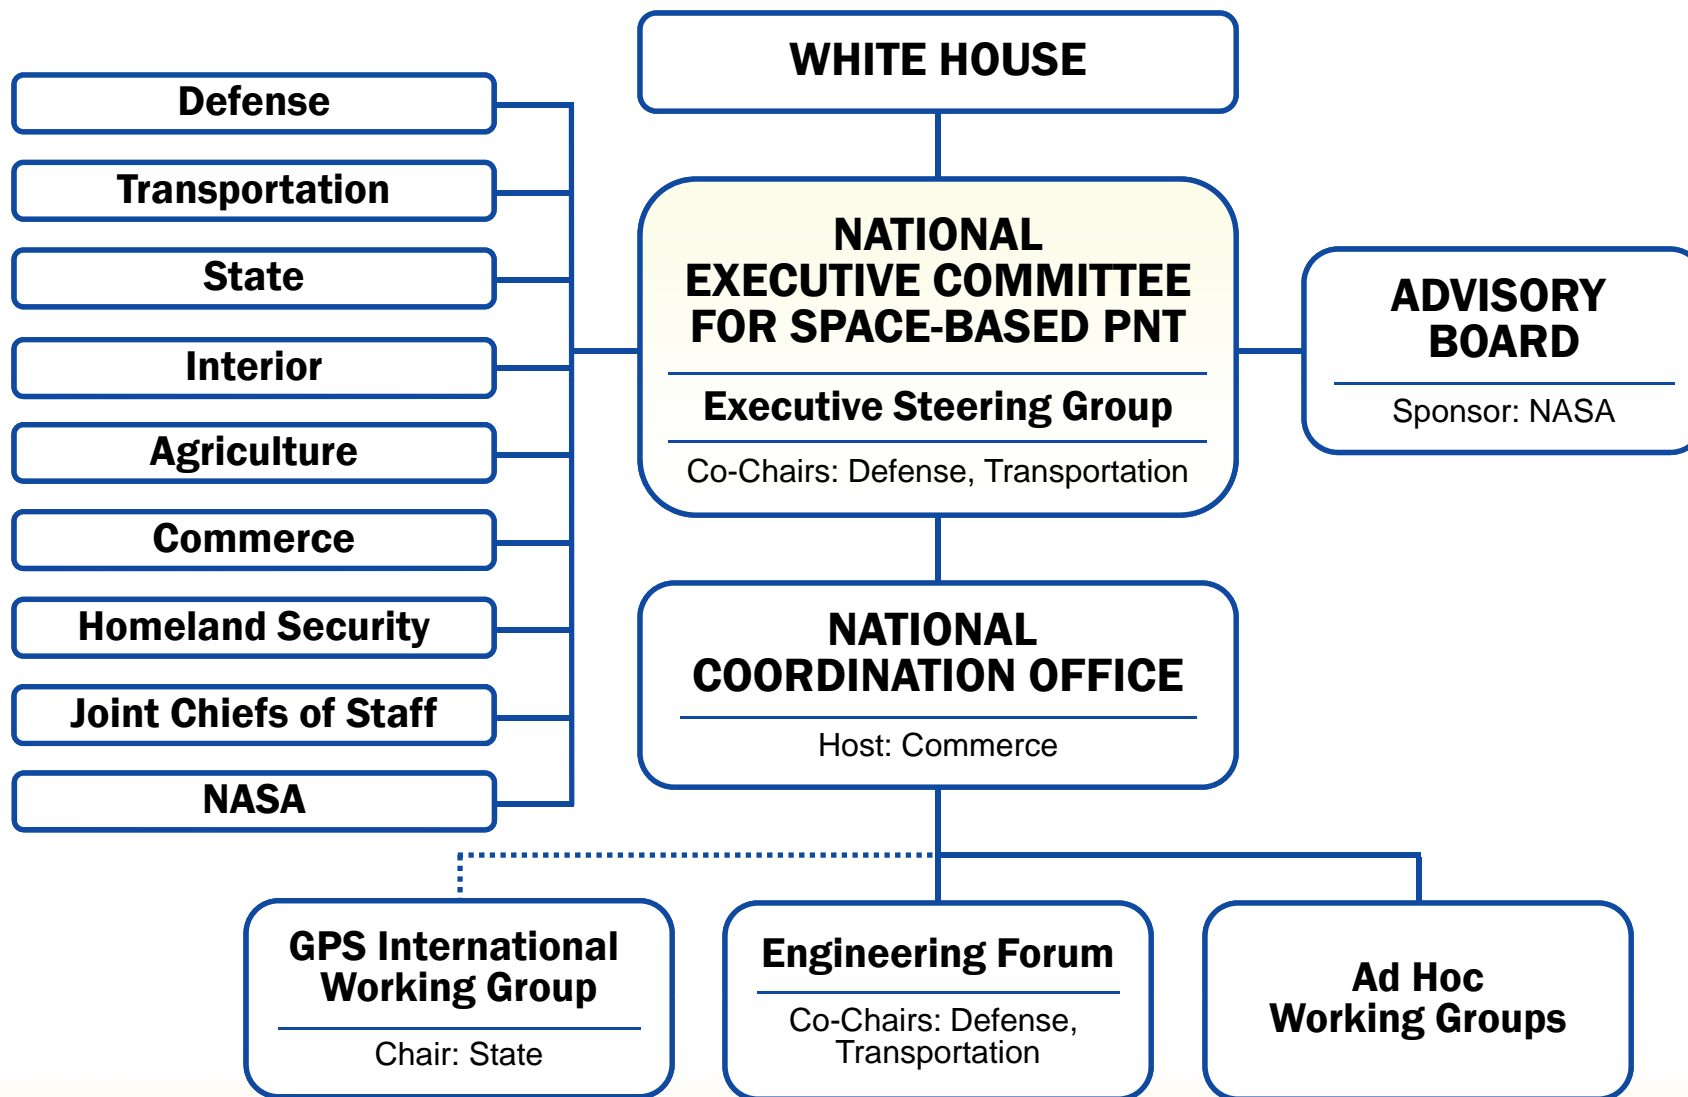 WHITE HOUSE
Defense
Transportation
State
Interior
Agriculture
Commerce
Homeland Security
Joint Chiefs of Staff
NASA
NATIONAL
EXECUTIVE COMMITTEE
FOR SPACE-BASED PNT
Executive Steering Group
Co-Chairs: Defense, Transportation
ADVISORY
BOARD
Sponsor: NASA
NATIONAL
COORDINATION OFFICE
Host: Commerce
GPS International
Working Group
Chair: State
Engineering Forum
Co-Chairs: Defense,
Transportation
Ad Hoc
Working Groups